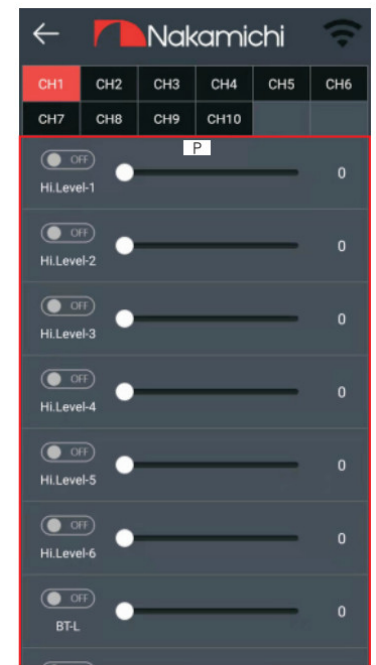 Nakamichi
CH1 CH2 CH3 CH4 CH5 CH6
CH7 CH8 CH9 CH10
P
OFF
Hi.Level-1 0
OFF
Hi.Level-2 0
OFF
Hi.Level-3 0
OFF
Hi.Level-4 0
OFF
Hi.Level-5 0
OFF
Hi.Level-6 0
OFF
BT-L 0